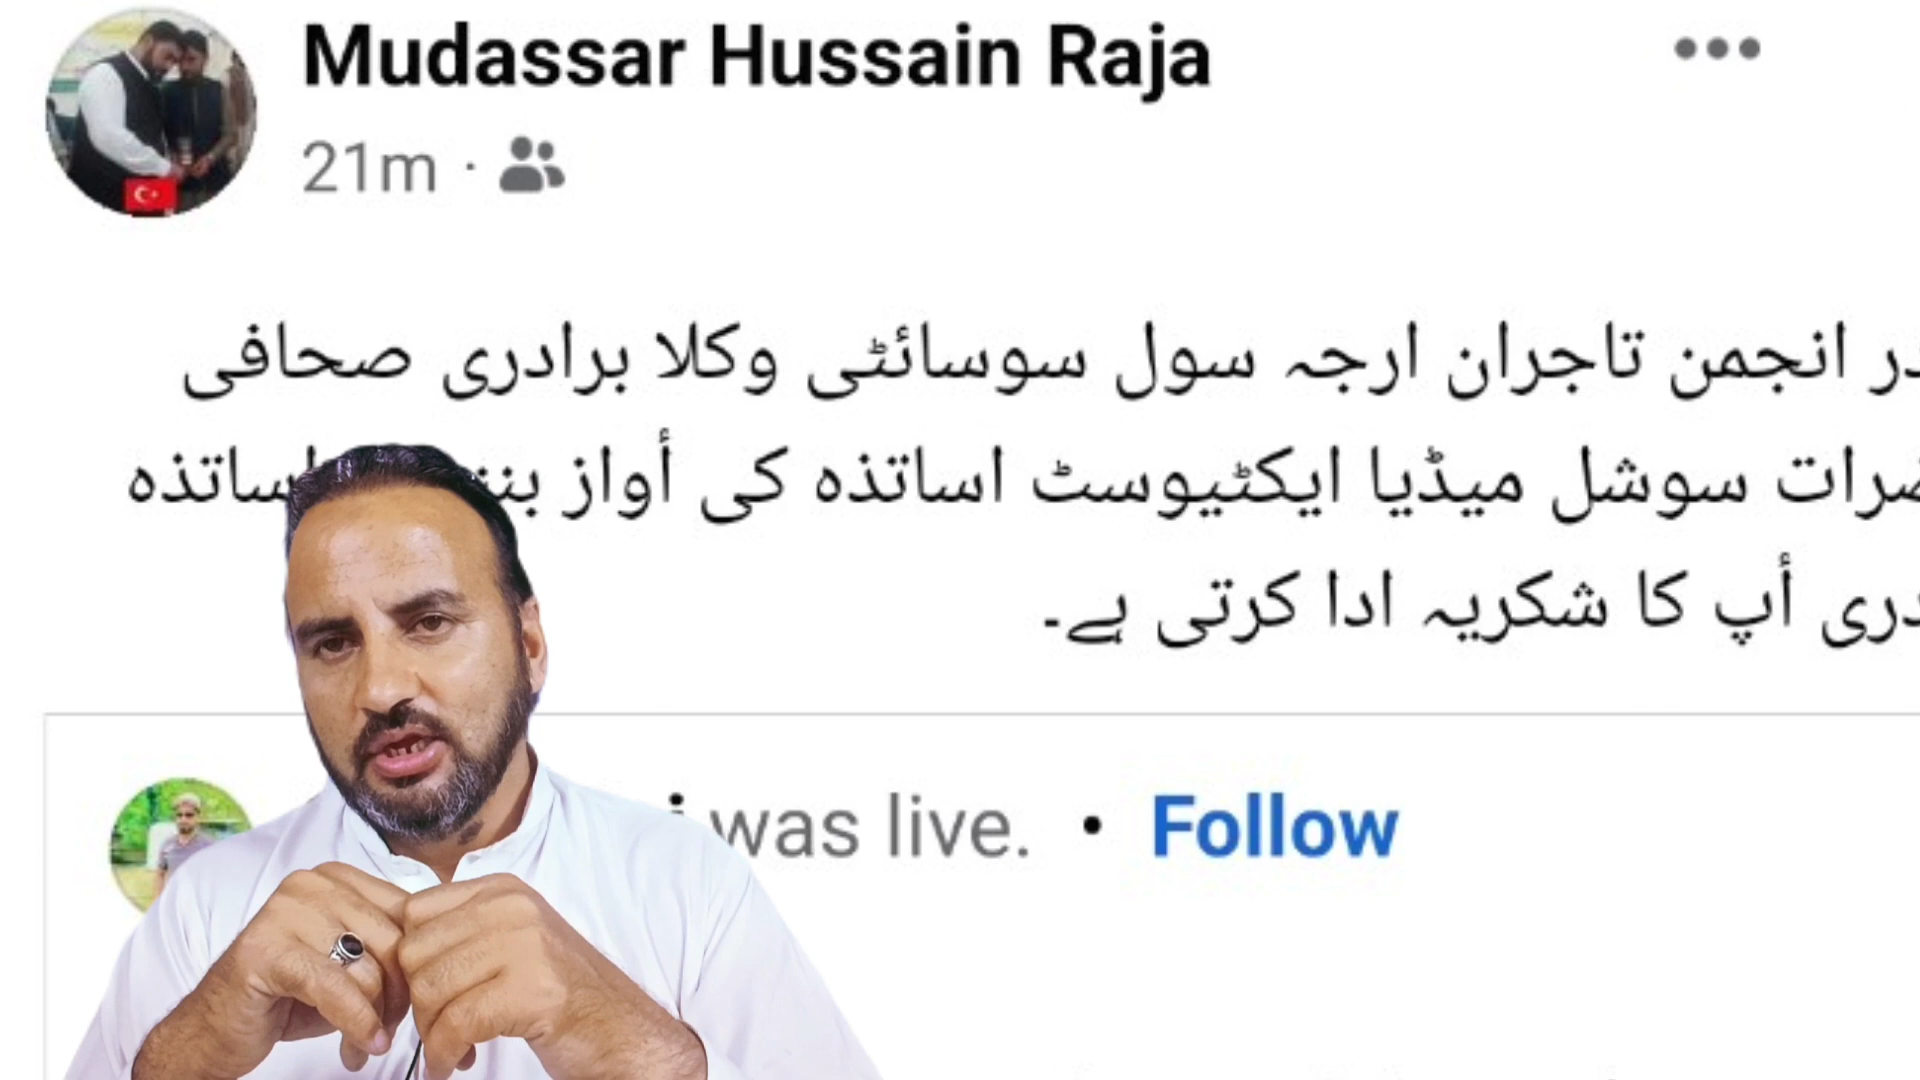 Mudassar Hussain Raja
21m ·
انجمن تاجران ارجہ سول سوسائٹی وکلا برادری صحافی
سوشل میڈیا ایکٹیوسٹ اساتذہ کی أواز
أپ کا شکریہ ادا کرتی ہے۔
was live. • Follow